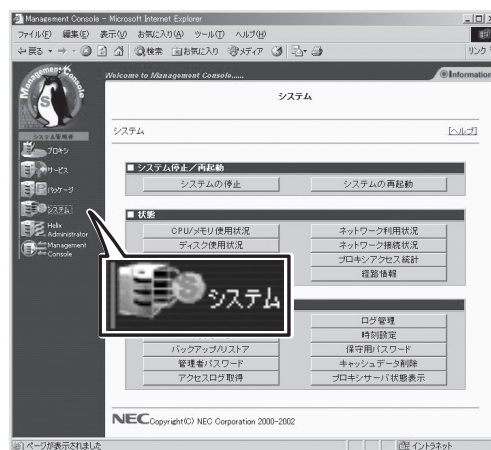 Management Console - Microsoft Internet Explorer
ファイル(F) 編集(E) 表示(V) お気に入り(A) ツール(T) ヘルプ(H)
戻る 検索 お気に入り メディア リンク
Management Console
Welcome to Management Console......
Information
システム
システム管理者
システム [ヘルプ]
プロキシ
サービス
パッケージ
システム
Helix Administrator
Management Console
■ システム停止／再起動
システムの停止 システムの再起動
■ 状態
CPU/メモリ使用状況 ネットワーク利用状況
ディスク使用状況 ネットワーク接続状況
プロキシアクセス統計
経路情報
システム
ログ管理
時刻設定
バックアップ/リストア 保守用パスワード
管理者パスワード キャッシュデータ削除
アクセスログ取得 プロキシサーバ状態表示
NEC Copyright(C) NEC Corporation 2000-2002
ページが表示されました イントラネット